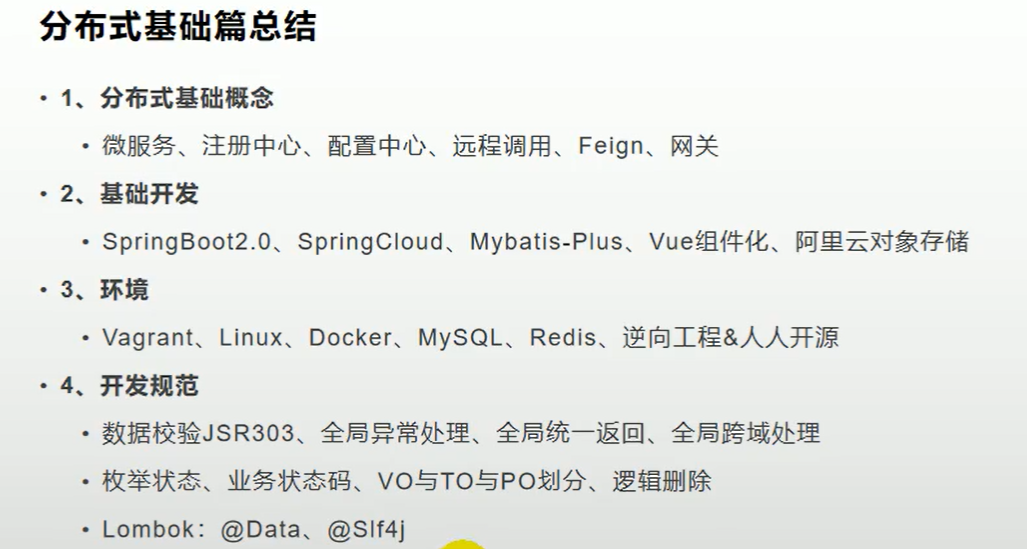 分布式基础篇总结
• 1、分布式基础概念
• 微服务、注册中心、配置中心、远程调用、Feign、网关
• 2、基础开发
• SpringBoot2.0、SpringCloud、Mybatis-Plus、Vue组件化、阿里云对象存储
• 3、环境
• Vagrant、Linux、Docker、MySQL、Redis、逆向工程&人人开源
• 4、开发规范
• 数据校验JSR303、全局异常处理、全局统一返回、全局跨域处理
• 枚举状态、业务状态码、VO与TO与PO划分、逻辑删除
• Lombok：@Data、@Slf4j